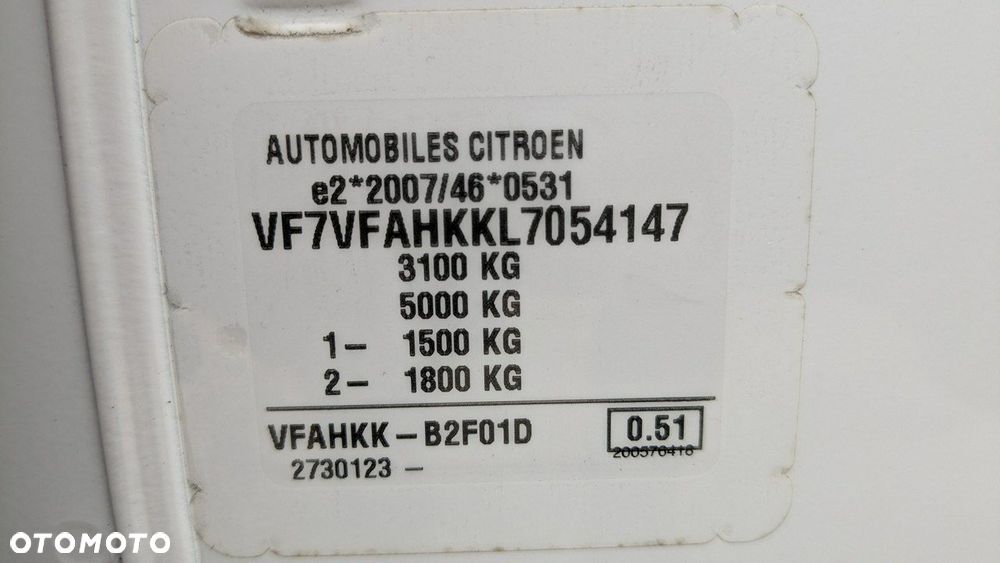 AUTOMOBILES CITROEN
e2*2007/46*0531
VF7VFAHKKL7054147
3100 KG
5000 KG
1- 1500 KG
2- 1800 KG
VFAHKK-B2F01D
0.51
200570418
2730123 -
OTOMOTO